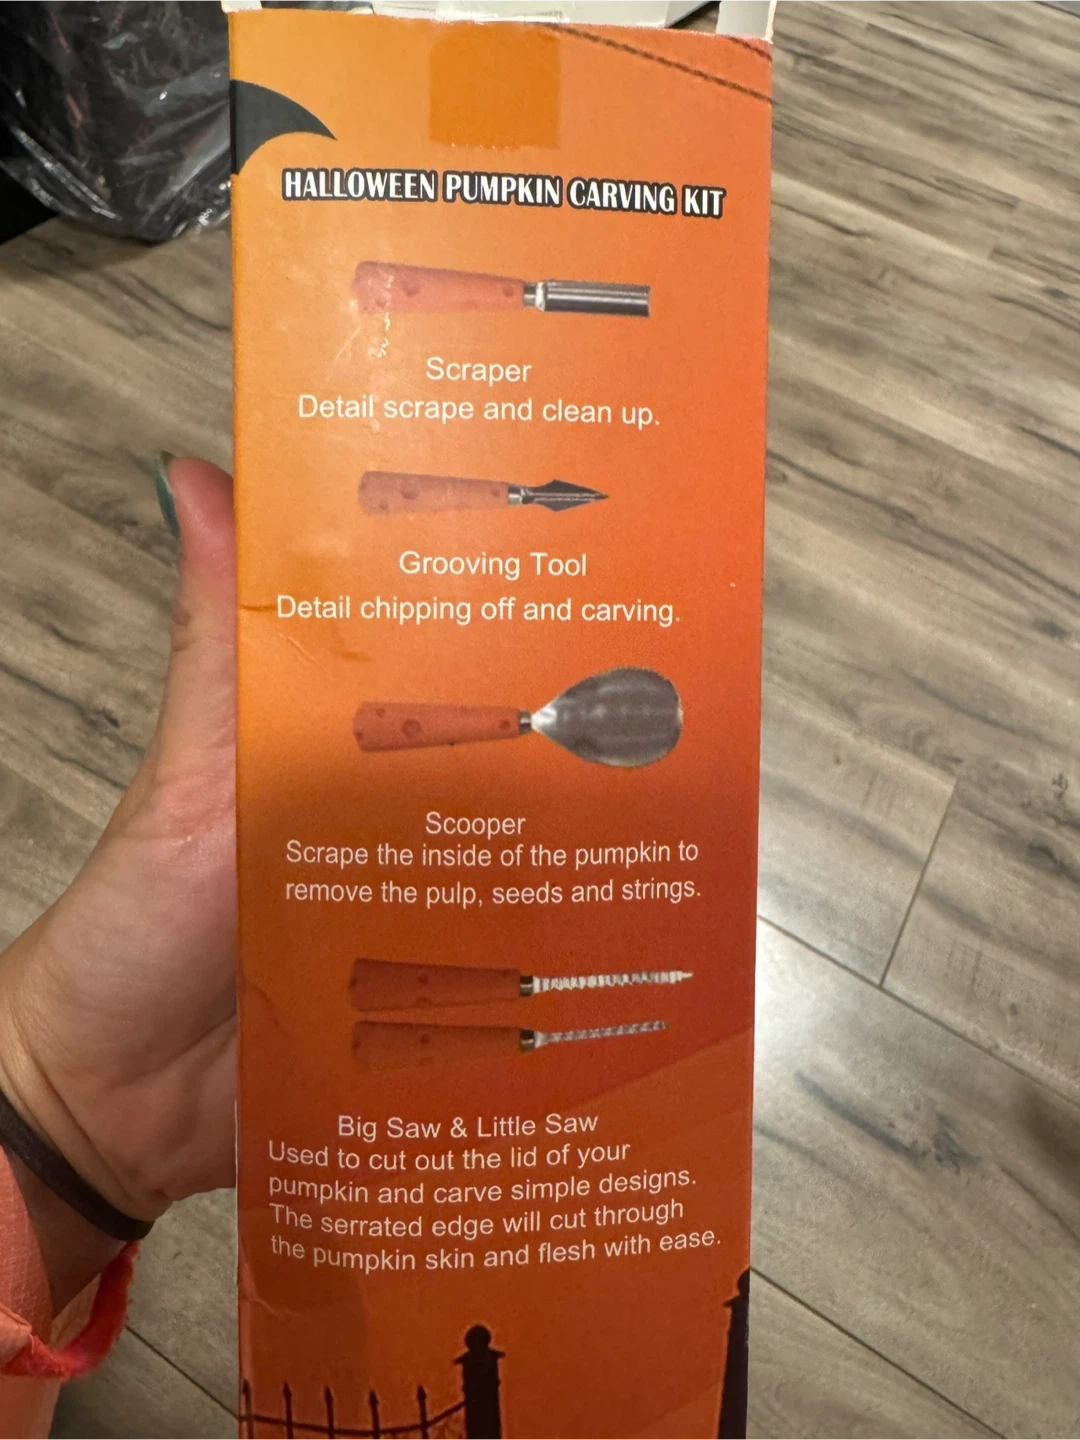 HALLOWEEN PUMPKIN CARVING KIT
Scraper
Detail scrape and clean up.
Grooving Tool
Detail chipping off and carving.
Scooper
Scrape the inside of the pumpkin to
remove the pulp, seeds and strings.
Big Saw & Little Saw
Used to cut out the lid of your
pumpkin and carve simple designs.
The serrated edge will cut through
the pumpkin skin and flesh with ease.